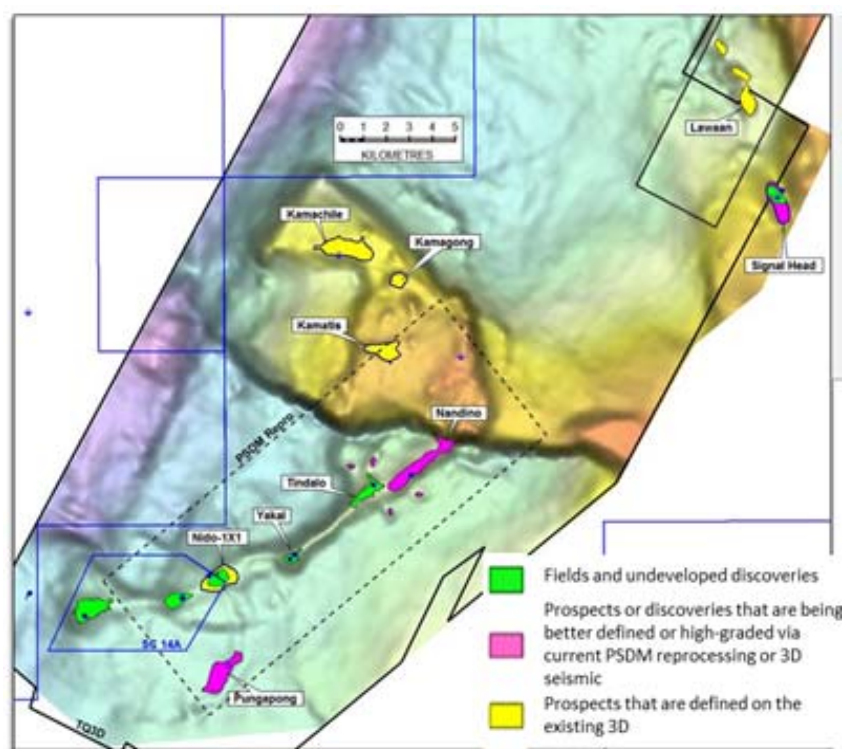 Lawaan
0 1 2 3 4 5
KILOMETRES
Kamachile
Kamagong
Signal Head
Kamatis
Nandino
PSDM Repro
Tindalo
Yakal
Nido-1X1
SC 14A
Pungapong
TQ3D
Fields and undeveloped discoveries
Prospects or discoveries that are being
better defined or high-graded via
current PSDM reprocessing or 3D
seismic
Prospects that are defined on the
existing 3D